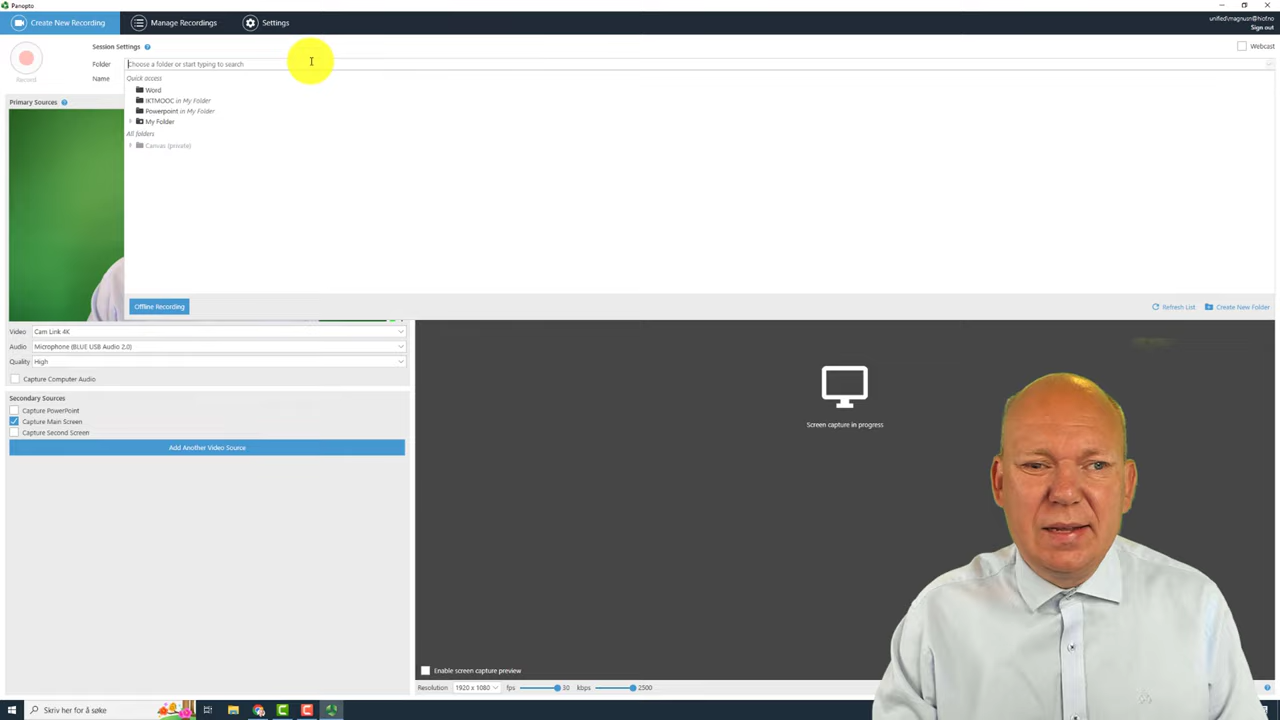 Panopto
Create New Recording
Manage Recordings
Settings
unified\magnusn@hiof.no
Sign out
Record
Session Settings
Webcast
Folder
Choose a folder or start typing to search
Name
Quick access
Word
IKTMOOC in My Folder
Powerpoint in My Folder
My Folder
All folders
Canvas (private)
Offline Recording
Refresh List
Create New Folder
Primary Sources
Video
Cam Link 4K
Audio
Microphone (BLUE USB Audio 2.0)
Quality
High
Capture Computer Audio
Secondary Sources
Capture PowerPoint
Capture Main Screen
Capture Second Screen
Add Another Video Source
Screen capture in progress
Enable screen capture preview
Resolution
1920 x 1080
fps
30
kbps
2500
Skriv her for å søke